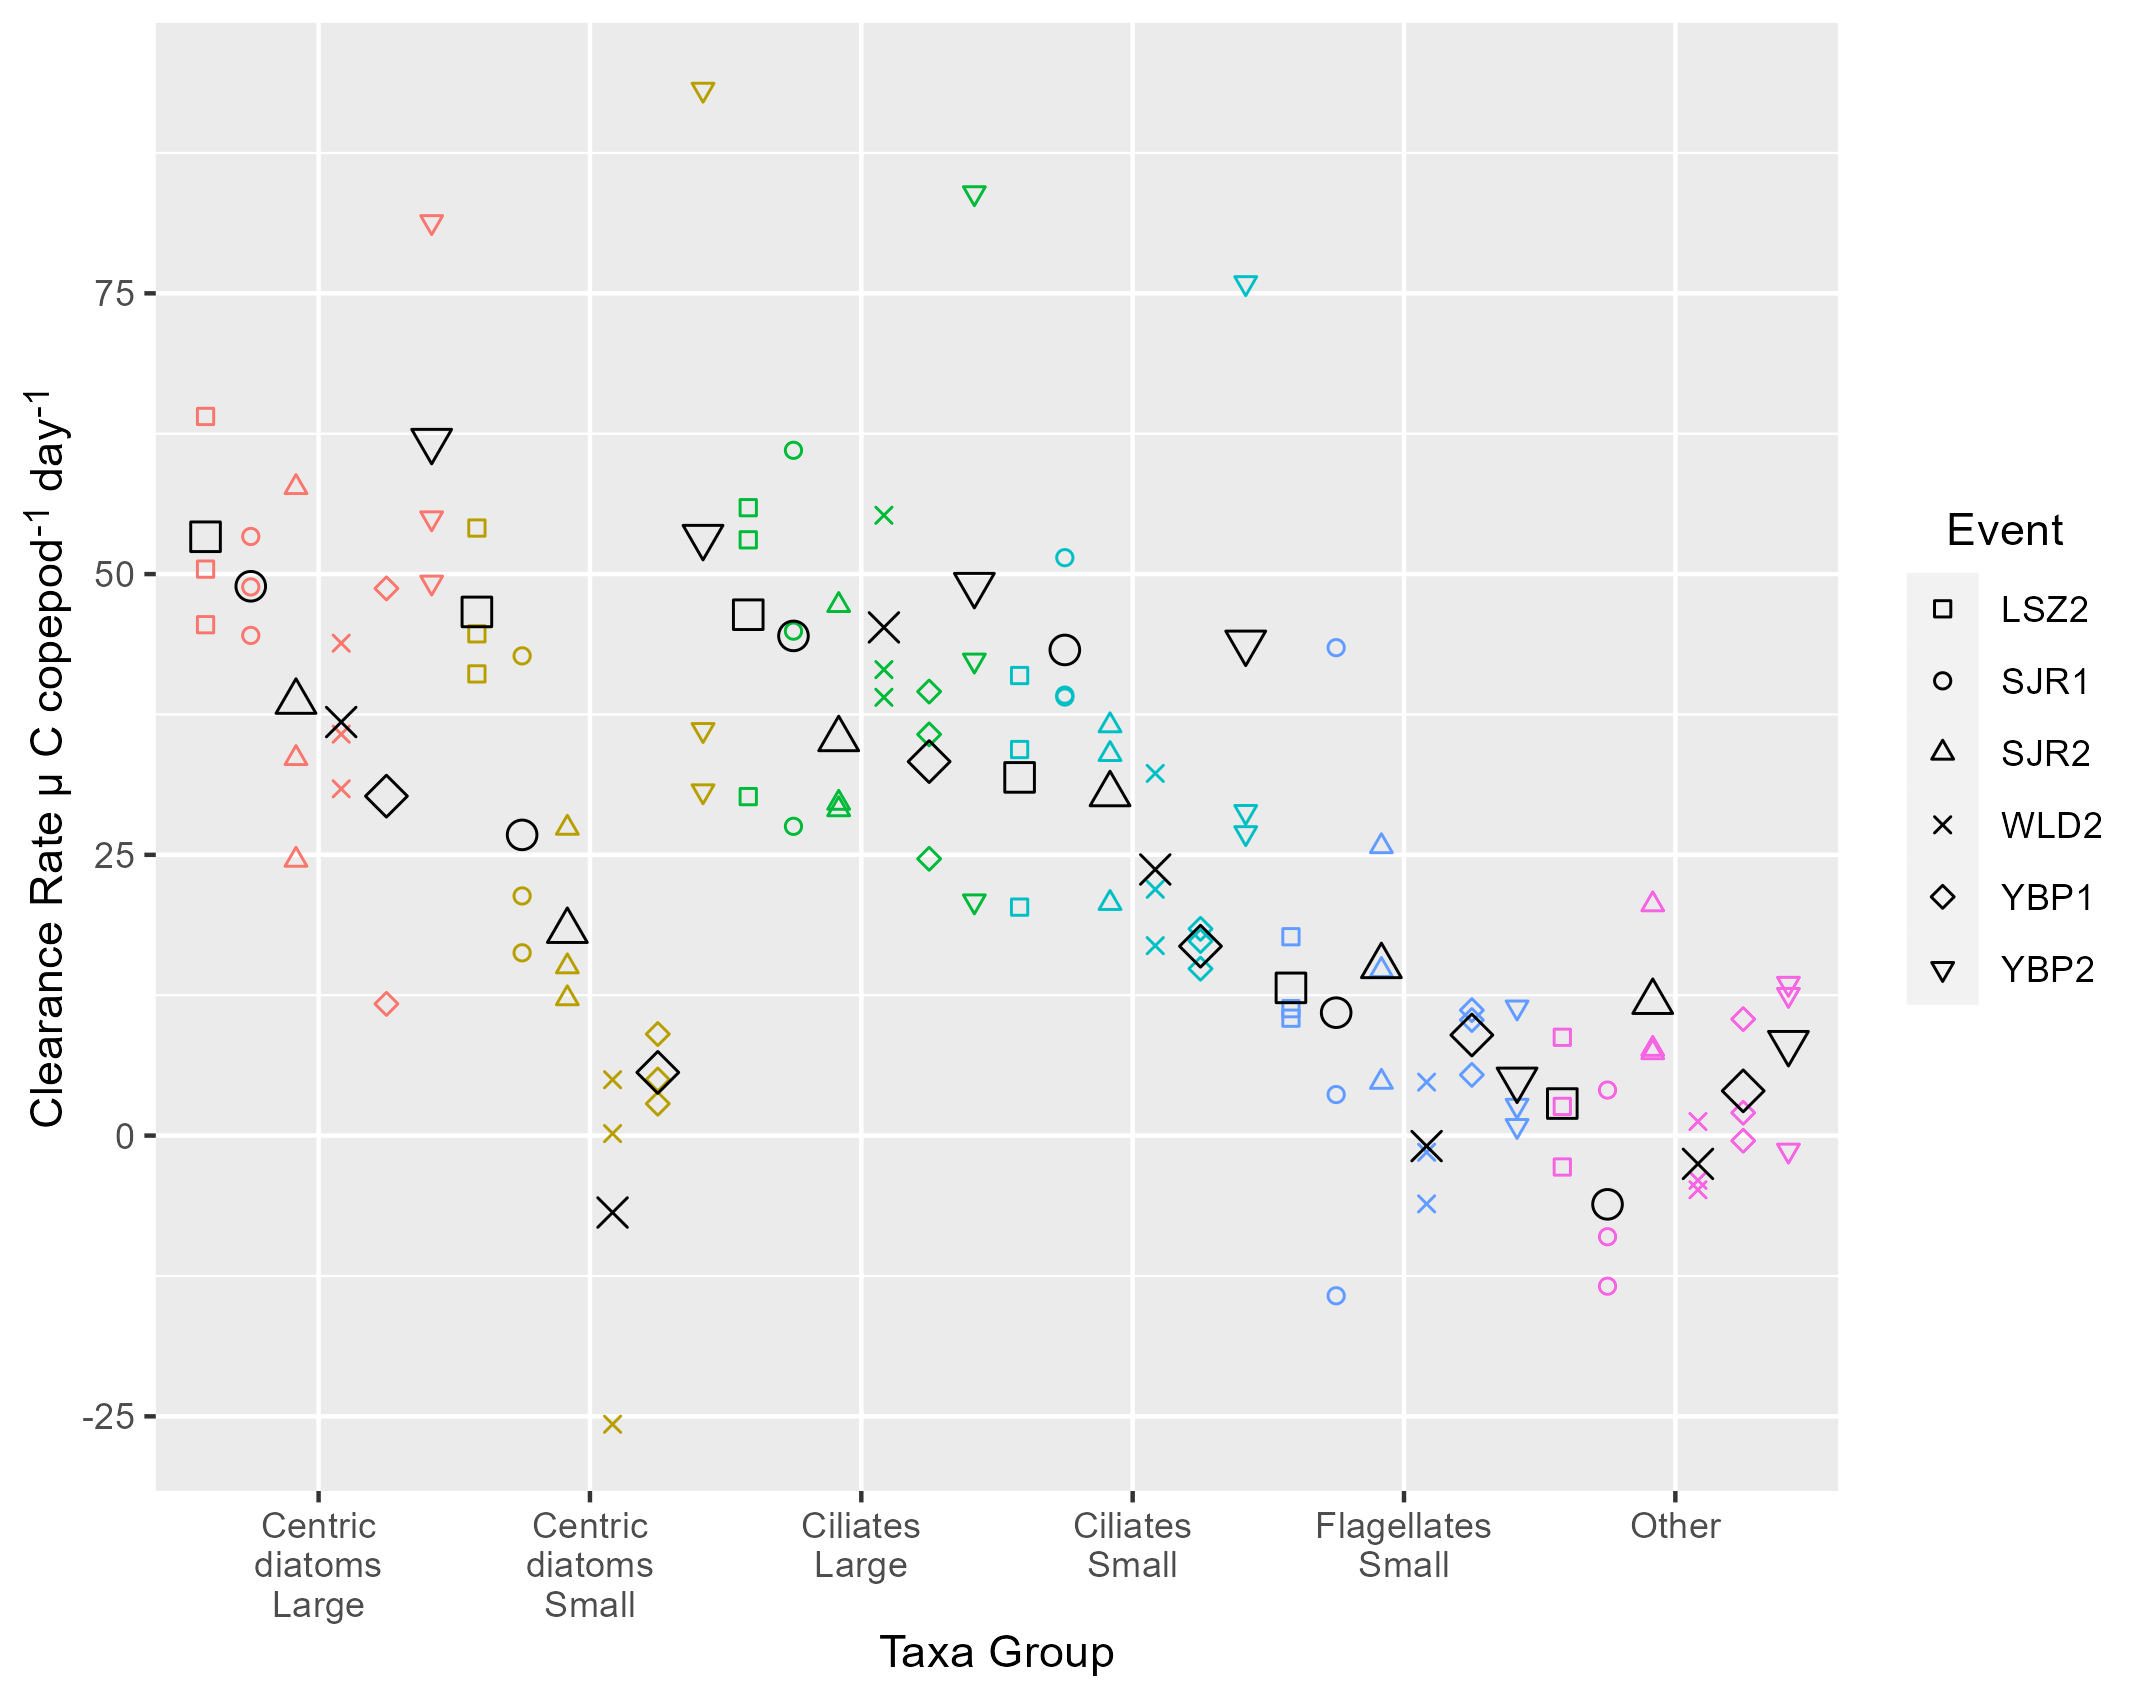 Clearance Rate µ C copepod-1 day-1
75
50
25
0
-25
Centric
diatoms
Large
Centric
diatoms
Small
Ciliates
Large
Ciliates
Small
Flagellates
Small
Other
Taxa Group
Event
LSZ2
SJR1
SJR2
WLD2
YBP1
YBP2